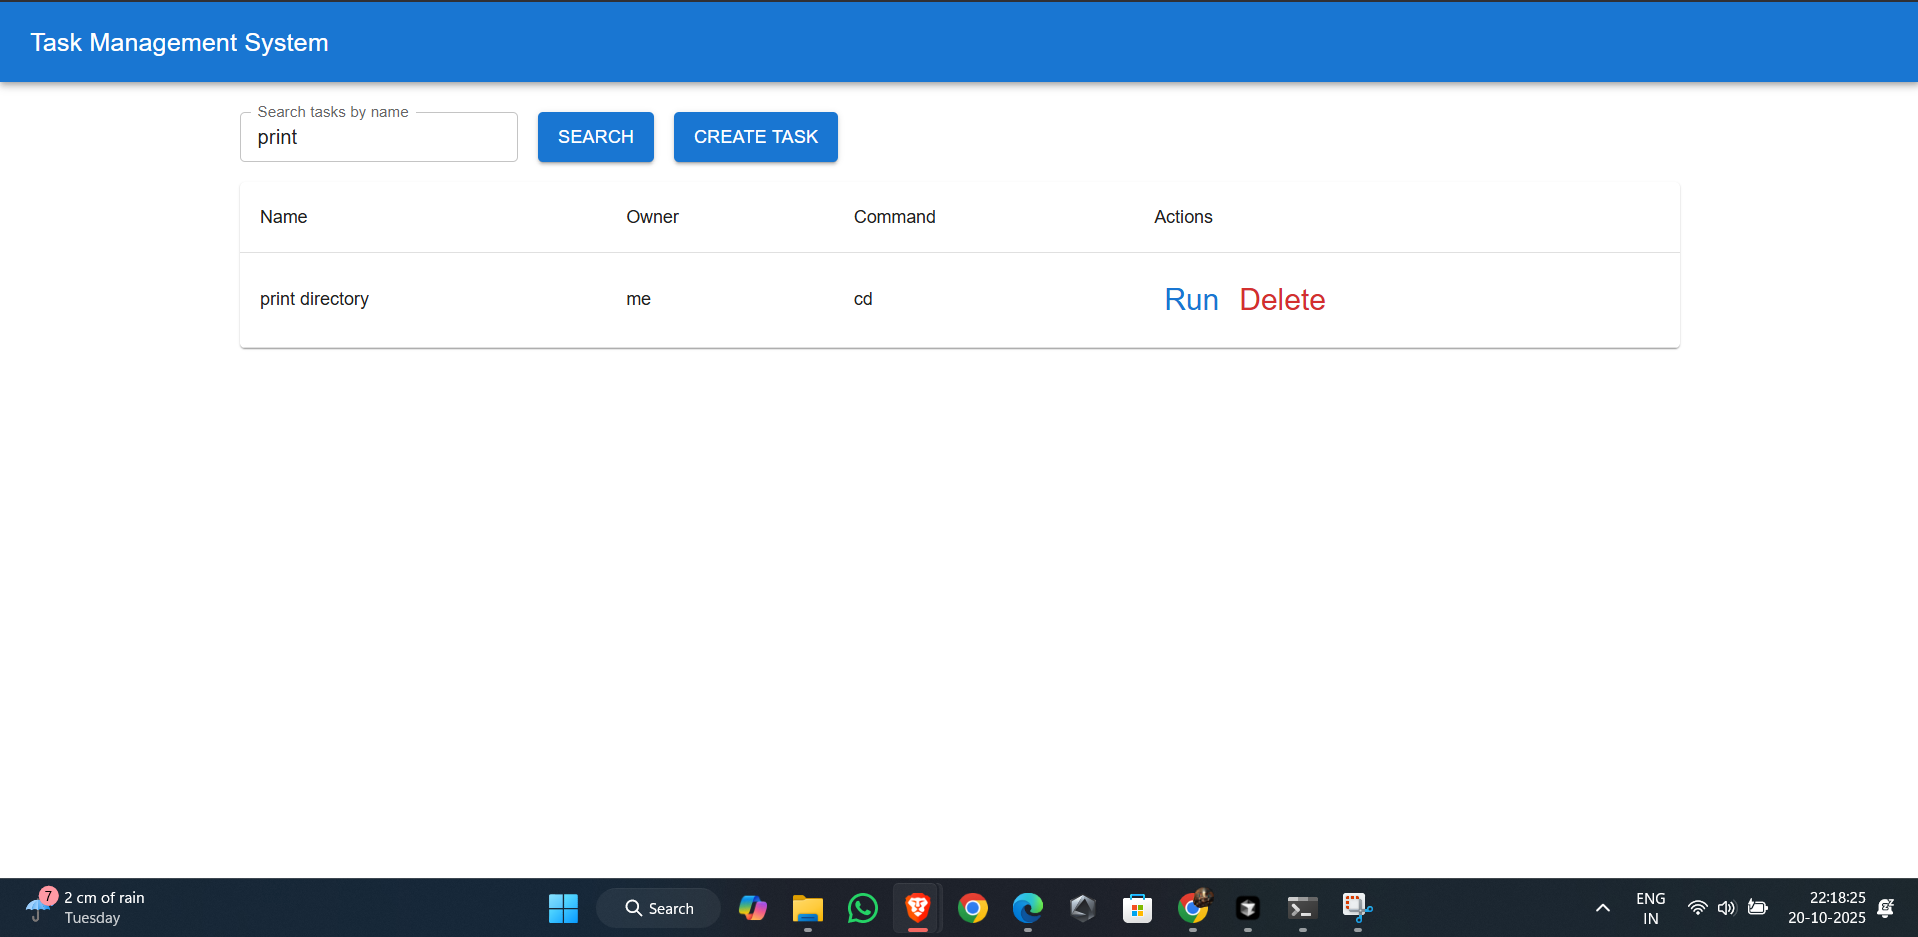 Task Management System
Search tasks by name
print
SEARCH
CREATE TASK
Name Owner Command Actions
print directory me cd Run Delete
7
2 cm of rain
Tuesday
Search
ENG
IN
22:18:25
20-10-2025